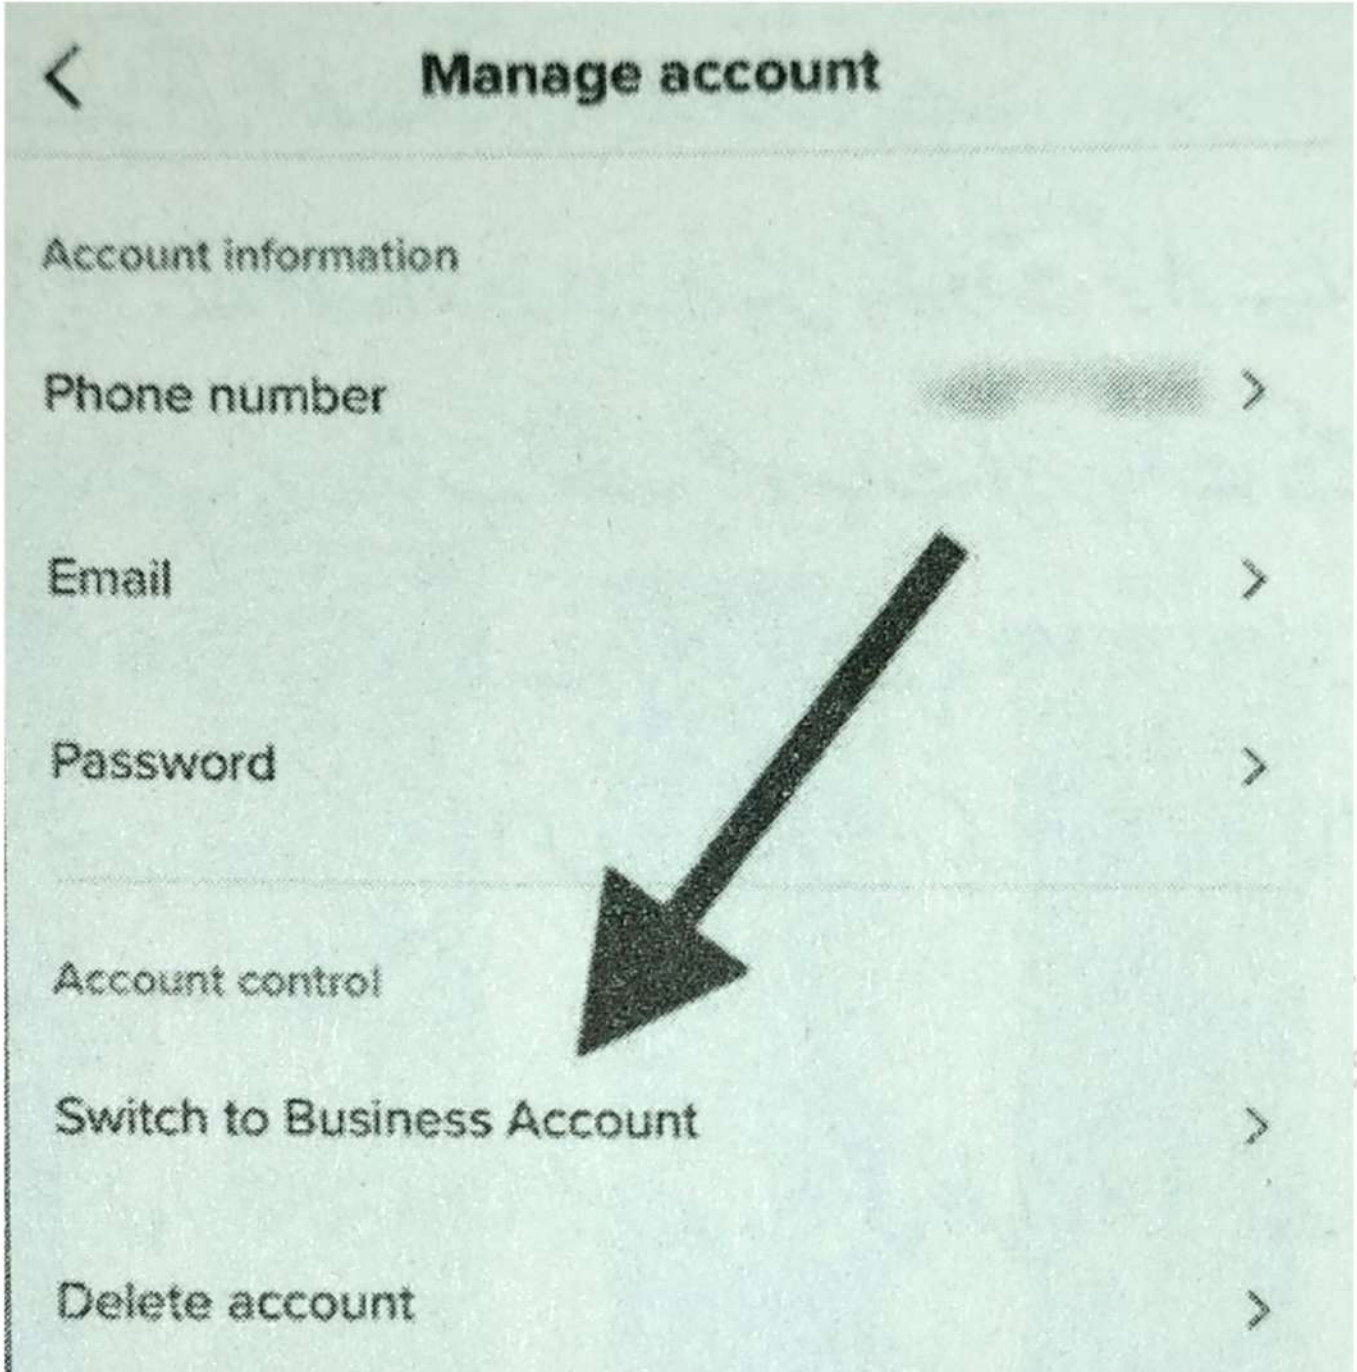 Manage account
Account information
Phone number
Email
Password
Account control
Switch to Business Account
Delete account